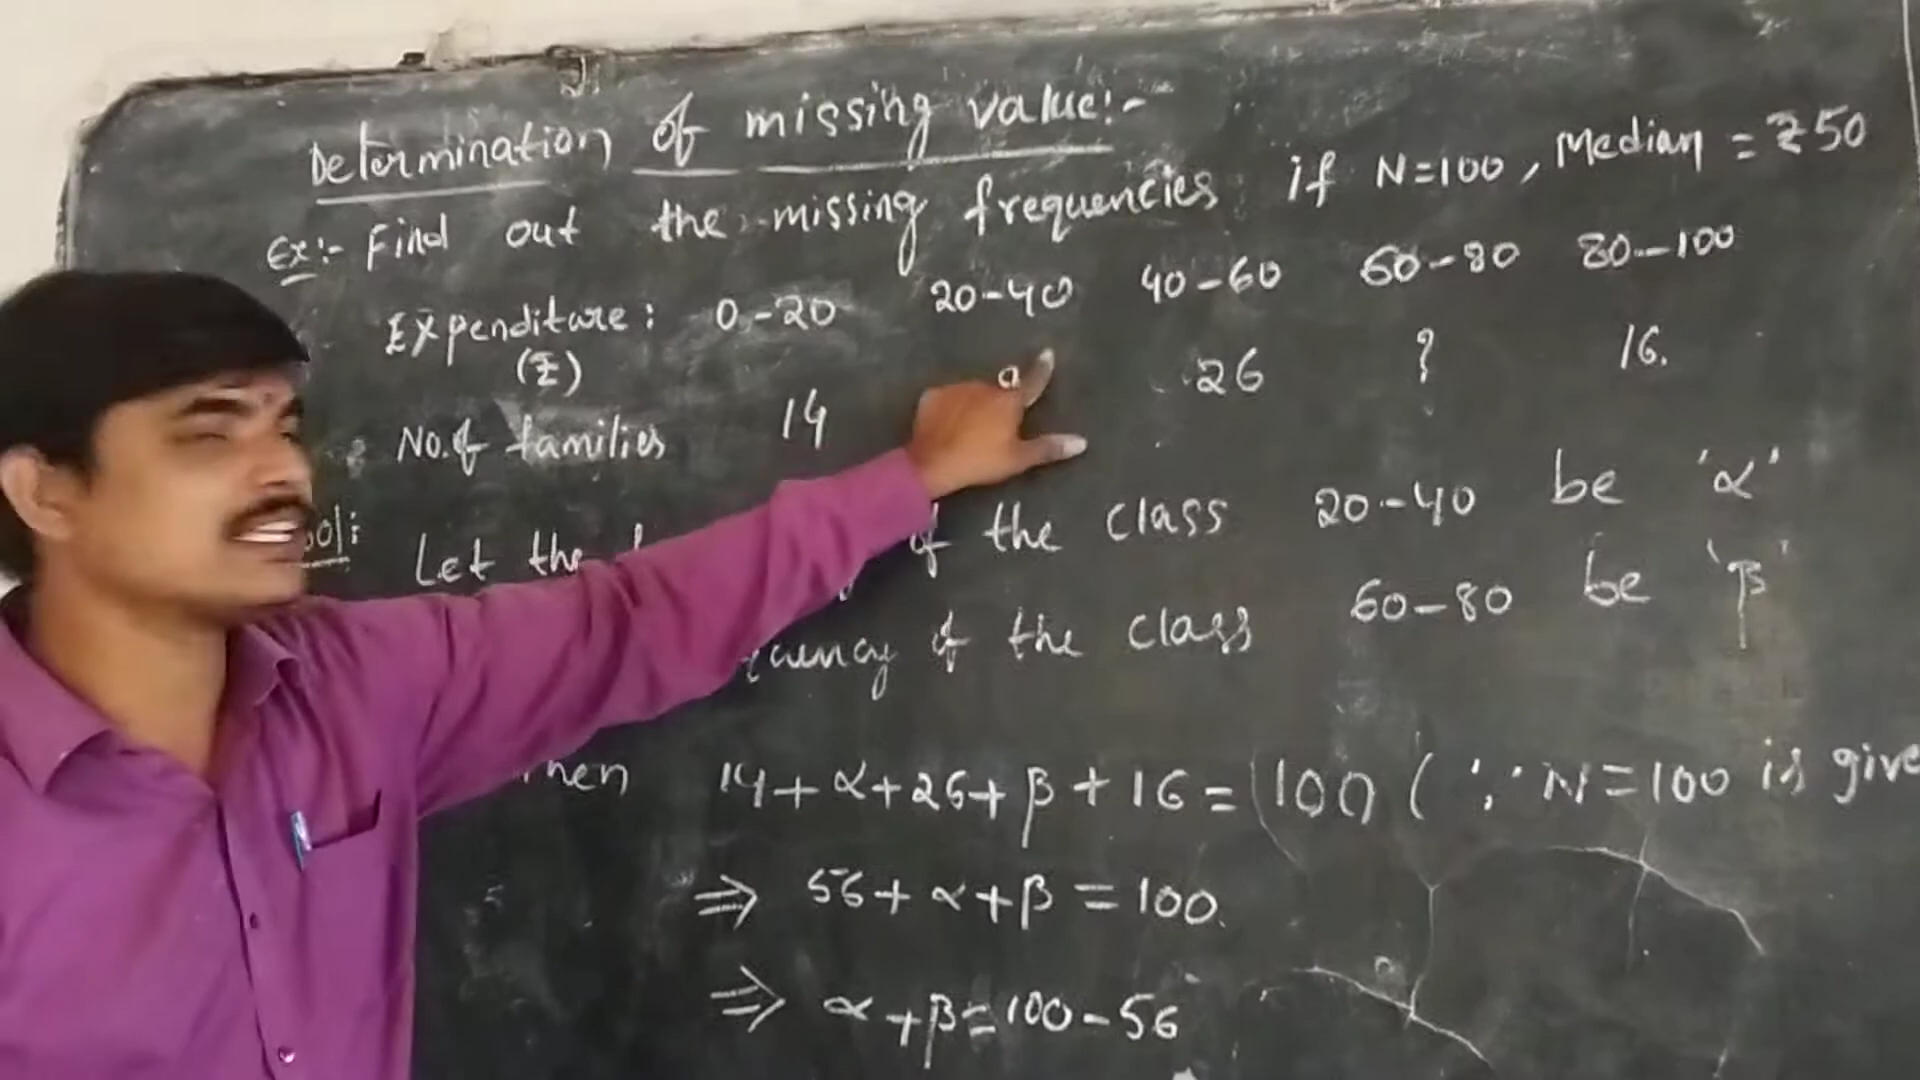 Determination of missing value:-
Ex:- Find out the missing frequencies if N=100, Median = ₹50
Expenditure: 0-20 20-40 40-60 60-80 80-100
(₹)
No. of families 14 26 ? 16.
Let the of the class 20-40 be 'α'
of the class 60-80 be 'β'
14+α+26+β+16=100 (∵ N=100 is give
⇒ 56+α+β=100.
⇒ α+β=100-56